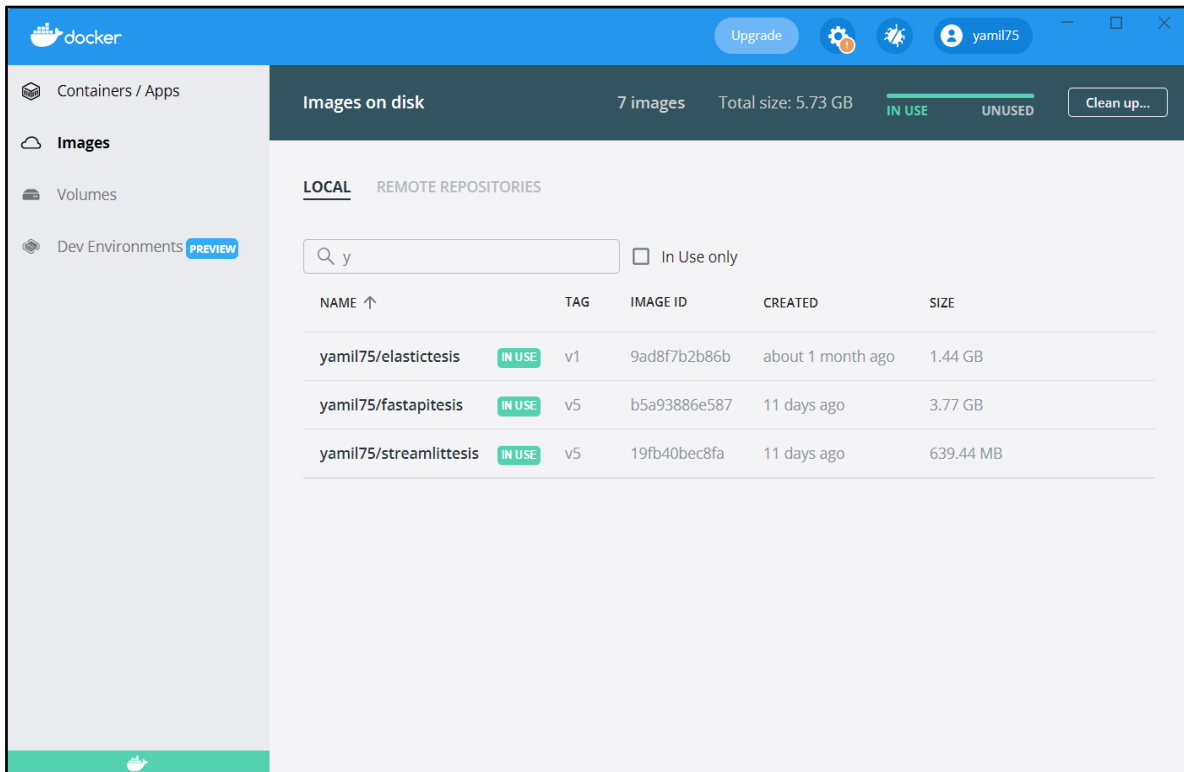 docker
Upgrade
yamil75
Containers / Apps
Images
Volumes
Dev Environments PREVIEW
Images on disk 7 images Total size: 5.73 GB IN USE UNUSED Clean up...
LOCAL REMOTE REPOSITORIES
y In Use only
NAME TAG IMAGE ID CREATED SIZE
yamil75/elastictesis IN USE v1 9ad8f7b2b86b about 1 month ago 1.44 GB
yamil75/fastapitesis IN USE v5 b5a93886e587 11 days ago 3.77 GB
yamil75/streamlittesis IN USE v5 19fb40bec8fa 11 days ago 639.44 MB